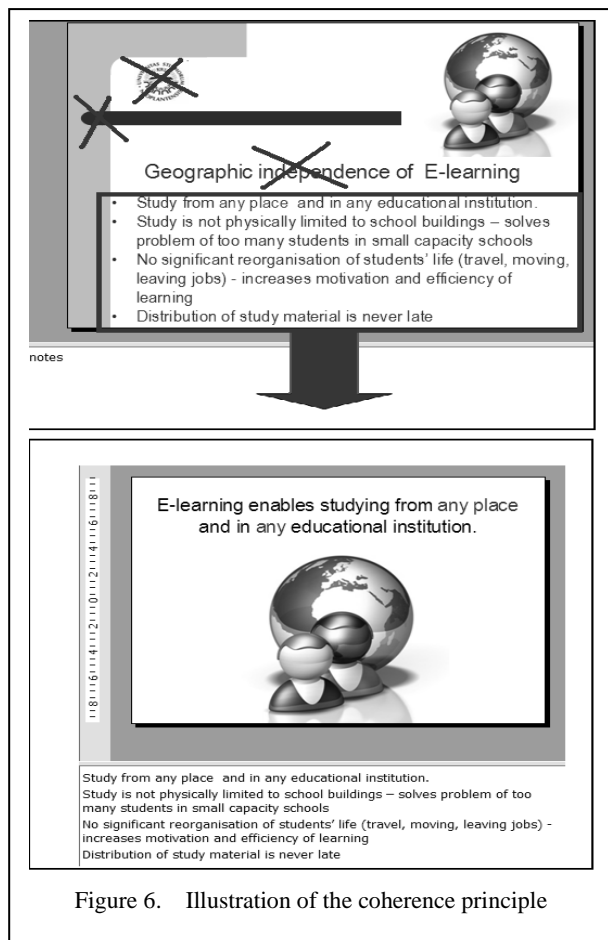 Geographic independence of E-learning
• Study from any place and in any educational institution.
• Study is not physically limited to school buildings – solves
problem of too many students in small capacity schools
• No significant reorganisation of students' life (travel, moving,
leaving jobs) - increases motivation and efficiency of
learning
• Distribution of study material is never late
notes
E-learning enables studying from any place
and in any educational institution.
11811161114111211101112111411161118111
Study from any place and in any educational institution.
Study is not physically limited to school buildings – solves problem of too
many students in small capacity schools
No significant reorganisation of students' life (travel, moving, leaving jobs) -
increases motivation and efficiency of learning
Distribution of study material is never late
Figure 6. Illustration of the coherence principle